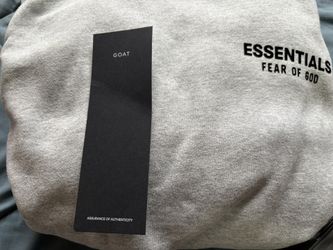 GOAT
ASSURANCE OF AUTHENTICITY
ESSENTIALS
FEAR OF GOD